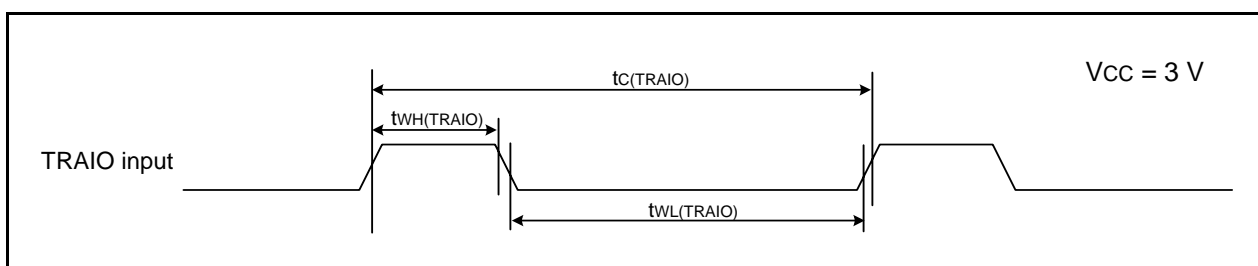 tC(TRAIO)
VCC = 3 V
tWH(TRAIO)
TRAIO input
tWL(TRAIO)